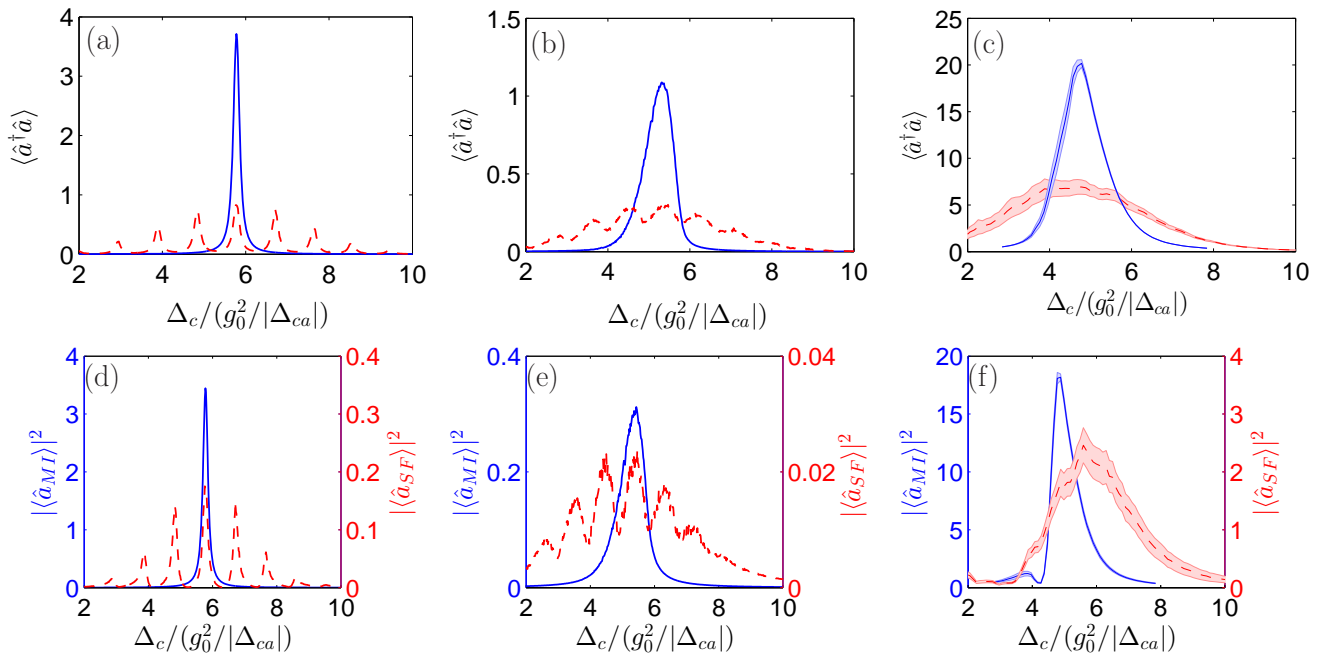 (a)
4
3
2
1
0
2 4 6 8 10
⟨â†â⟩
Δc/(g₀²/|Δca|)
(b)
1.5
1
0.5
0
2 4 6 8 10
⟨â†â⟩
Δc/(g₀²/|Δca|)
(c)
25
20
15
10
5
0
2 4 6 8 10
⟨â†â⟩
Δc/(g₀²/|Δca|)
(d)
4
3
2
1
0
0.4
0.3
0.2
0.1
0
2 4 6 8 10
|⟨âMI⟩|²
|⟨âSF⟩|²
Δc/(g₀²/|Δca|)
(e)
0.4
0.2
0
0.04
0.02
0
2 4 6 8 10
|⟨âMI⟩|²
|⟨âSF⟩|²
Δc/(g₀²/|Δca|)
(f)
20
15
10
5
0
4
3
2
1
0
2 4 6 8 10
|⟨âMI⟩|²
|⟨âSF⟩|²
Δc/(g₀²/|Δca|)